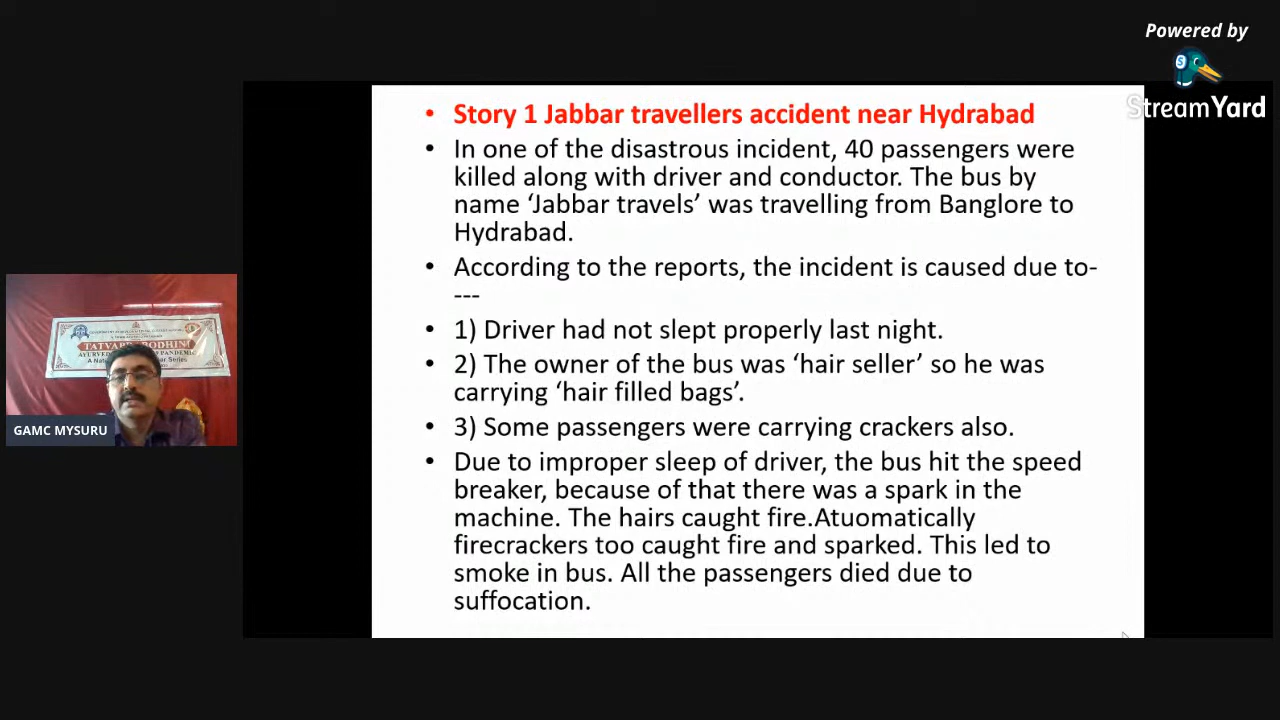 Powered by
StreamYard
• Story 1 Jabbar travellers accident near Hydrabad
• In one of the disastrous incident, 40 passengers were
killed along with driver and conductor. The bus by
name ‘Jabbar travels’ was travelling from Banglore to
Hydrabad.
• According to the reports, the incident is caused due to-
---
• 1) Driver had not slept properly last night.
• 2) The owner of the bus was ‘hair seller’ so he was
carrying ‘hair filled bags’.
• 3) Some passengers were carrying crackers also.
• Due to improper sleep of driver, the bus hit the speed
breaker, because of that there was a spark in the
machine. The hairs caught fire.Atuomatically
firecrackers too caught fire and sparked. This led to
smoke in bus. All the passengers died due to
suffocation.
GAMC MYSURU